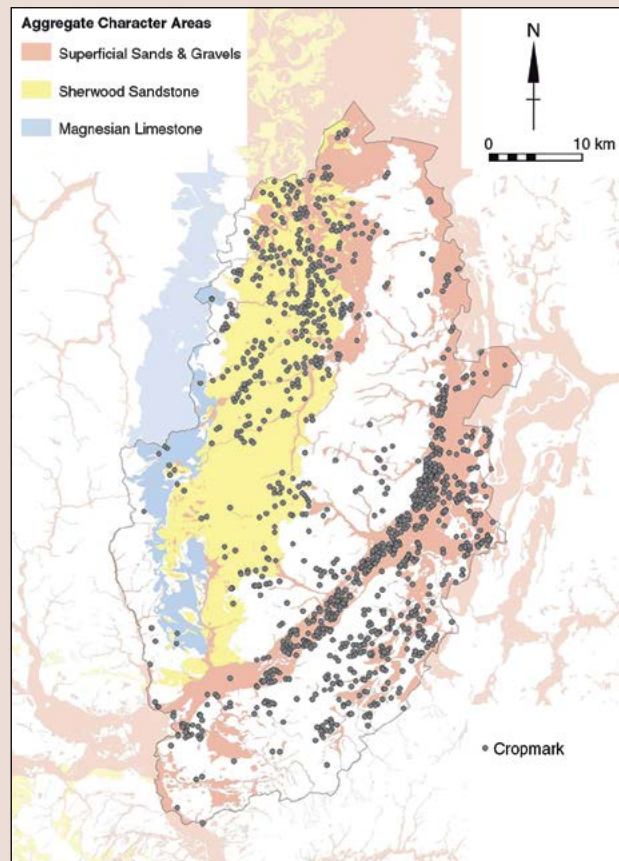 Aggregate Character Areas
Superficial Sands & Gravels
Sherwood Sandstone
Magnesian Limestone
N
0 10 km
Cropmark